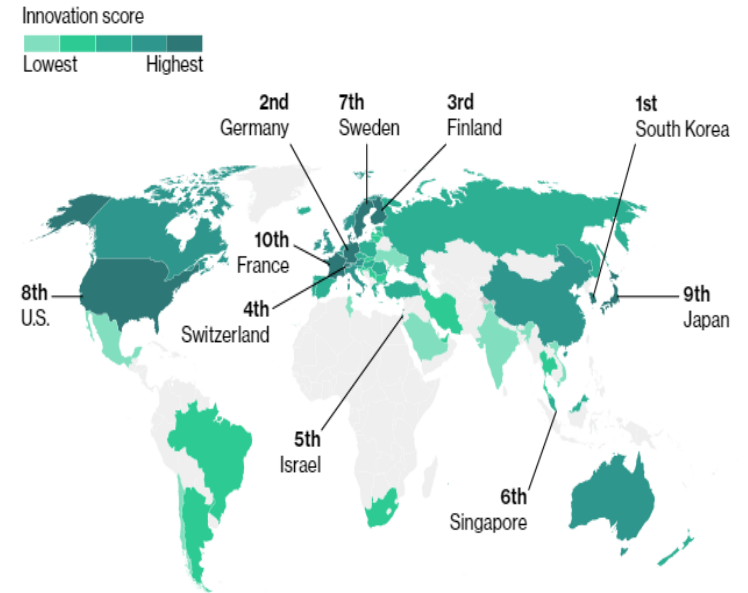 Innovation score
Lowest Highest
2nd
Germany
7th
Sweden
3rd
Finland
1st
South Korea
10th
France
8th
U.S.
4th
Switzerland
9th
Japan
5th
Israel
6th
Singapore